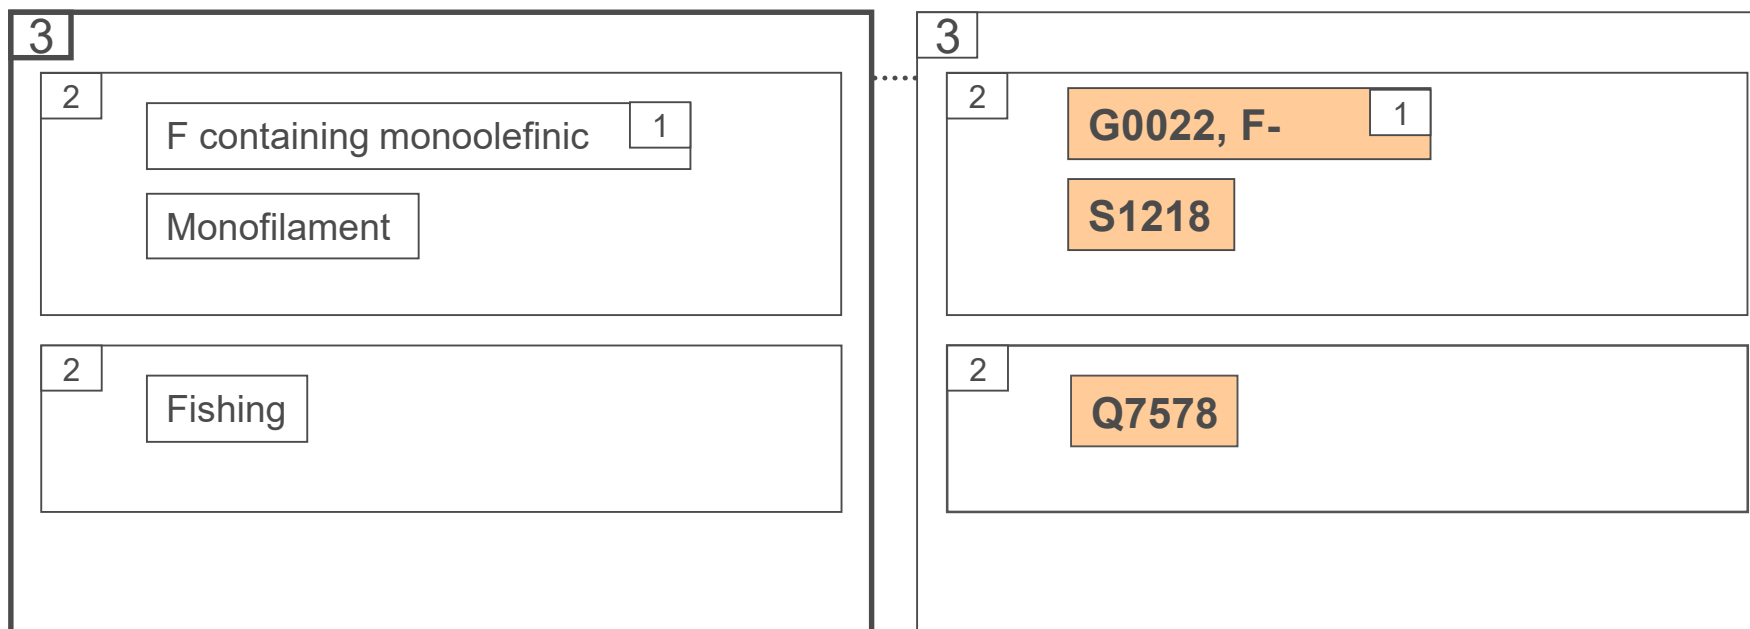 3
2
F containing monoolefinic
1
Monofilament
2
Fishing
3
2
G0022, F-
1
S1218
2
Q7578